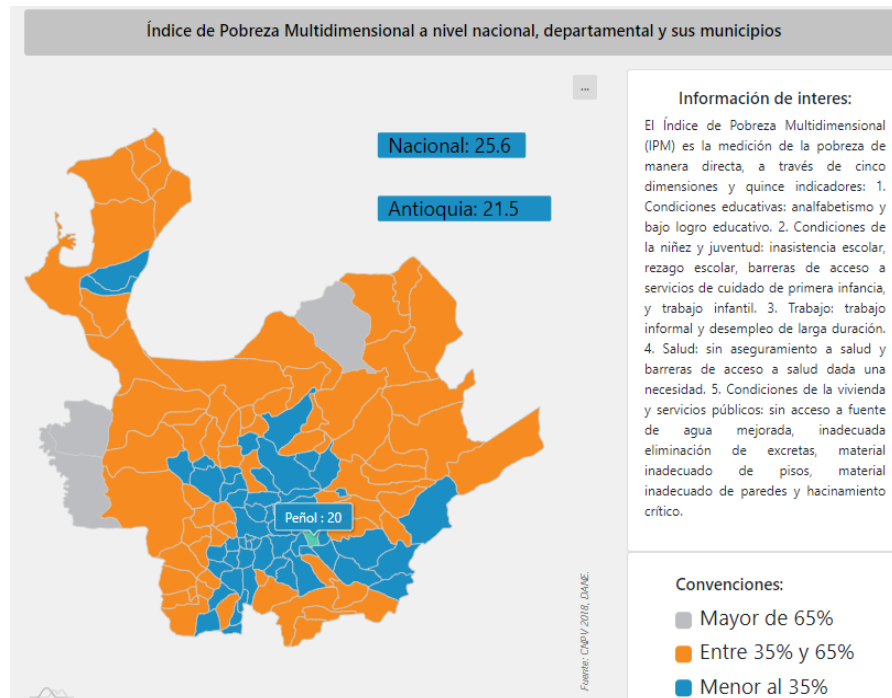 Índice de Pobreza Multidimensional a nivel nacional, departamental y sus municipios
...
Nacional: 25.6
Antioquia: 21.5
Peñol : 20
Fuente: CNPV 2018, DANE.
Información de interes:
El Índice de Pobreza Multidimensional
(IPM) es la medición de la pobreza de
manera directa, a través de cinco
dimensiones y quince indicadores: 1.
Condiciones educativas: analfabetismo y
bajo logro educativo. 2. Condiciones de
la niñez y juventud: inasistencia escolar,
rezago escolar, barreras de acceso a
servicios de cuidado de primera infancia,
y trabajo infantil. 3. Trabajo: trabajo
informal y desempleo de larga duración.
4. Salud: sin aseguramiento a salud y
barreras de acceso a salud dada una
necesidad. 5. Condiciones de la vivienda
y servicios públicos: sin acceso a fuente
de agua mejorada, inadecuada
eliminación de excretas, material
inadecuado de pisos, material
inadecuado de paredes y hacinamiento
crítico.
Convenciones:
Mayor de 65%
Entre 35% y 65%
Menor al 35%